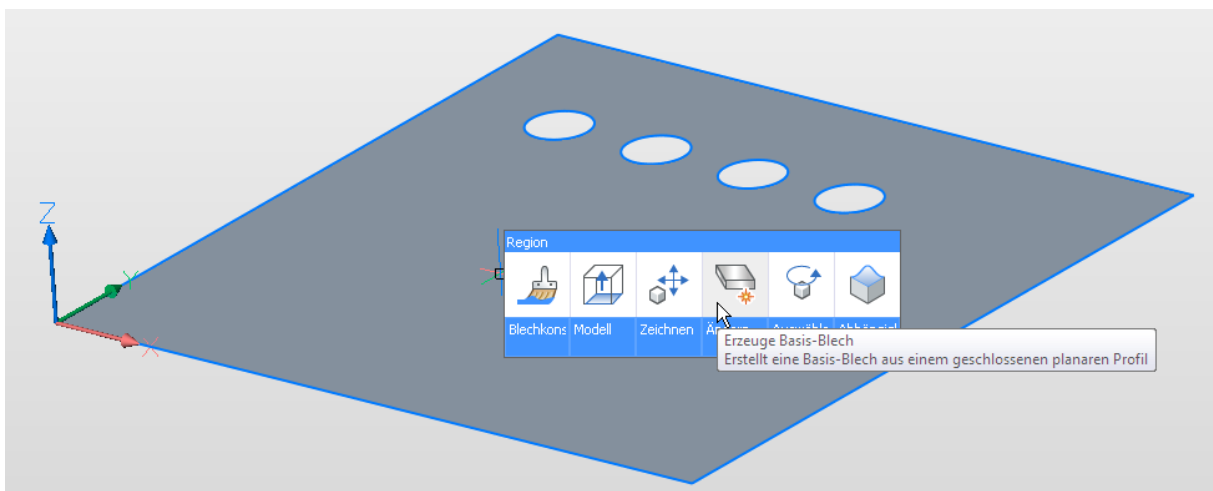 Z
X
X
Region
Blechkons Modell Zeichnen
Erzeuge Basis-Blech
Erstellt eine Basis-Blech aus einem geschlossenen planaren Profil